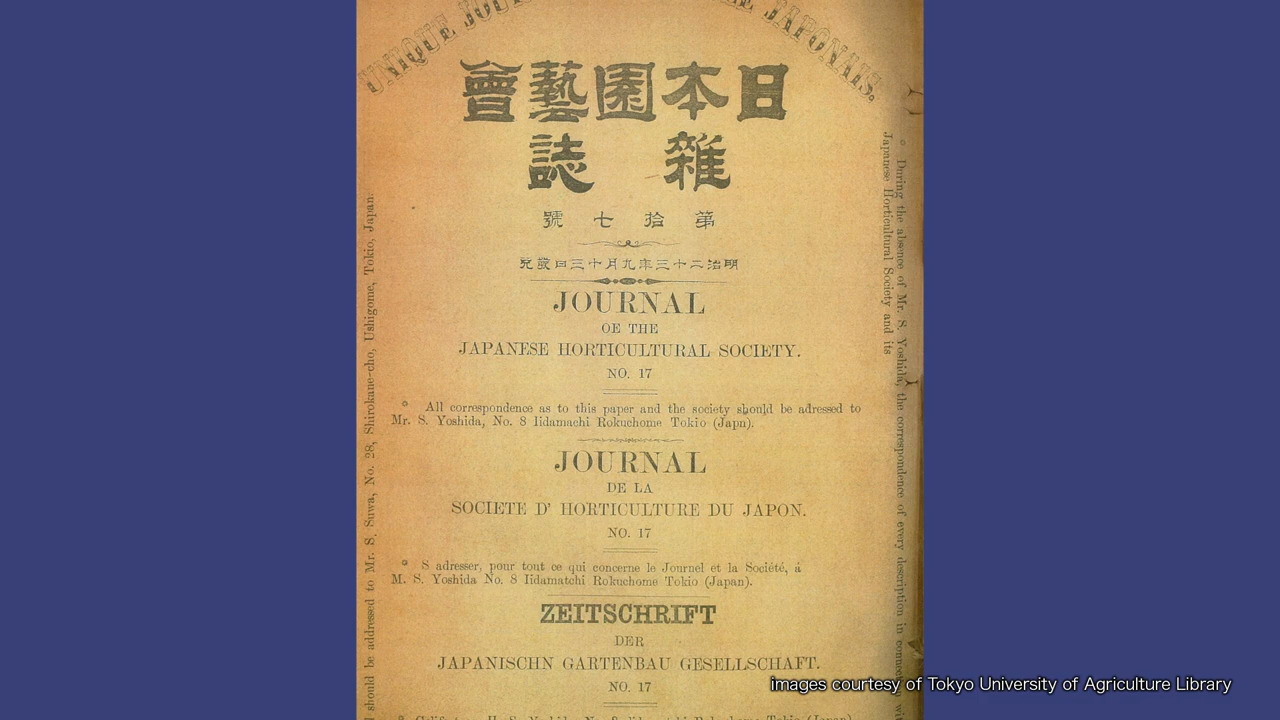 UNIQUE JAPONAIS.
會藝園本日
誌 雜
號 七 拾 第
兌發日三十月九年三十二治明
JOURNAL
OE THE
JAPANESE HORTICULTURAL SOCIETY.
NO. 17
All correspondence as to this paper and the society should be adressed to
Mr. S. Yoshida, No. 8 Iidamachi Rokuchome Tokio (Japn).
JOURNAL
DE LA
SOCIETE D' HORTICULTURE DU JAPON.
NO. 17
S adresser, pour tout ce qui concerne le Journel et la Société, á
M. S. Yoshida No. 8 Iidamatchi Rokuchome Tokio (Japan).
ZEITSCHRIFT
DER
JAPANISCHN GARTENBAU GESELLSCHAFT.
NO. 17
should be addressed to Mr. S. Suwa, No. 28, Shirokane-cho, Ushigome, Tokio, Japan.
During the absence of Mr. S. Yoshida, the correspondence of every description in
Japanese Horticultural Society and its
images courtesy of Tokyo University of Agriculture Library